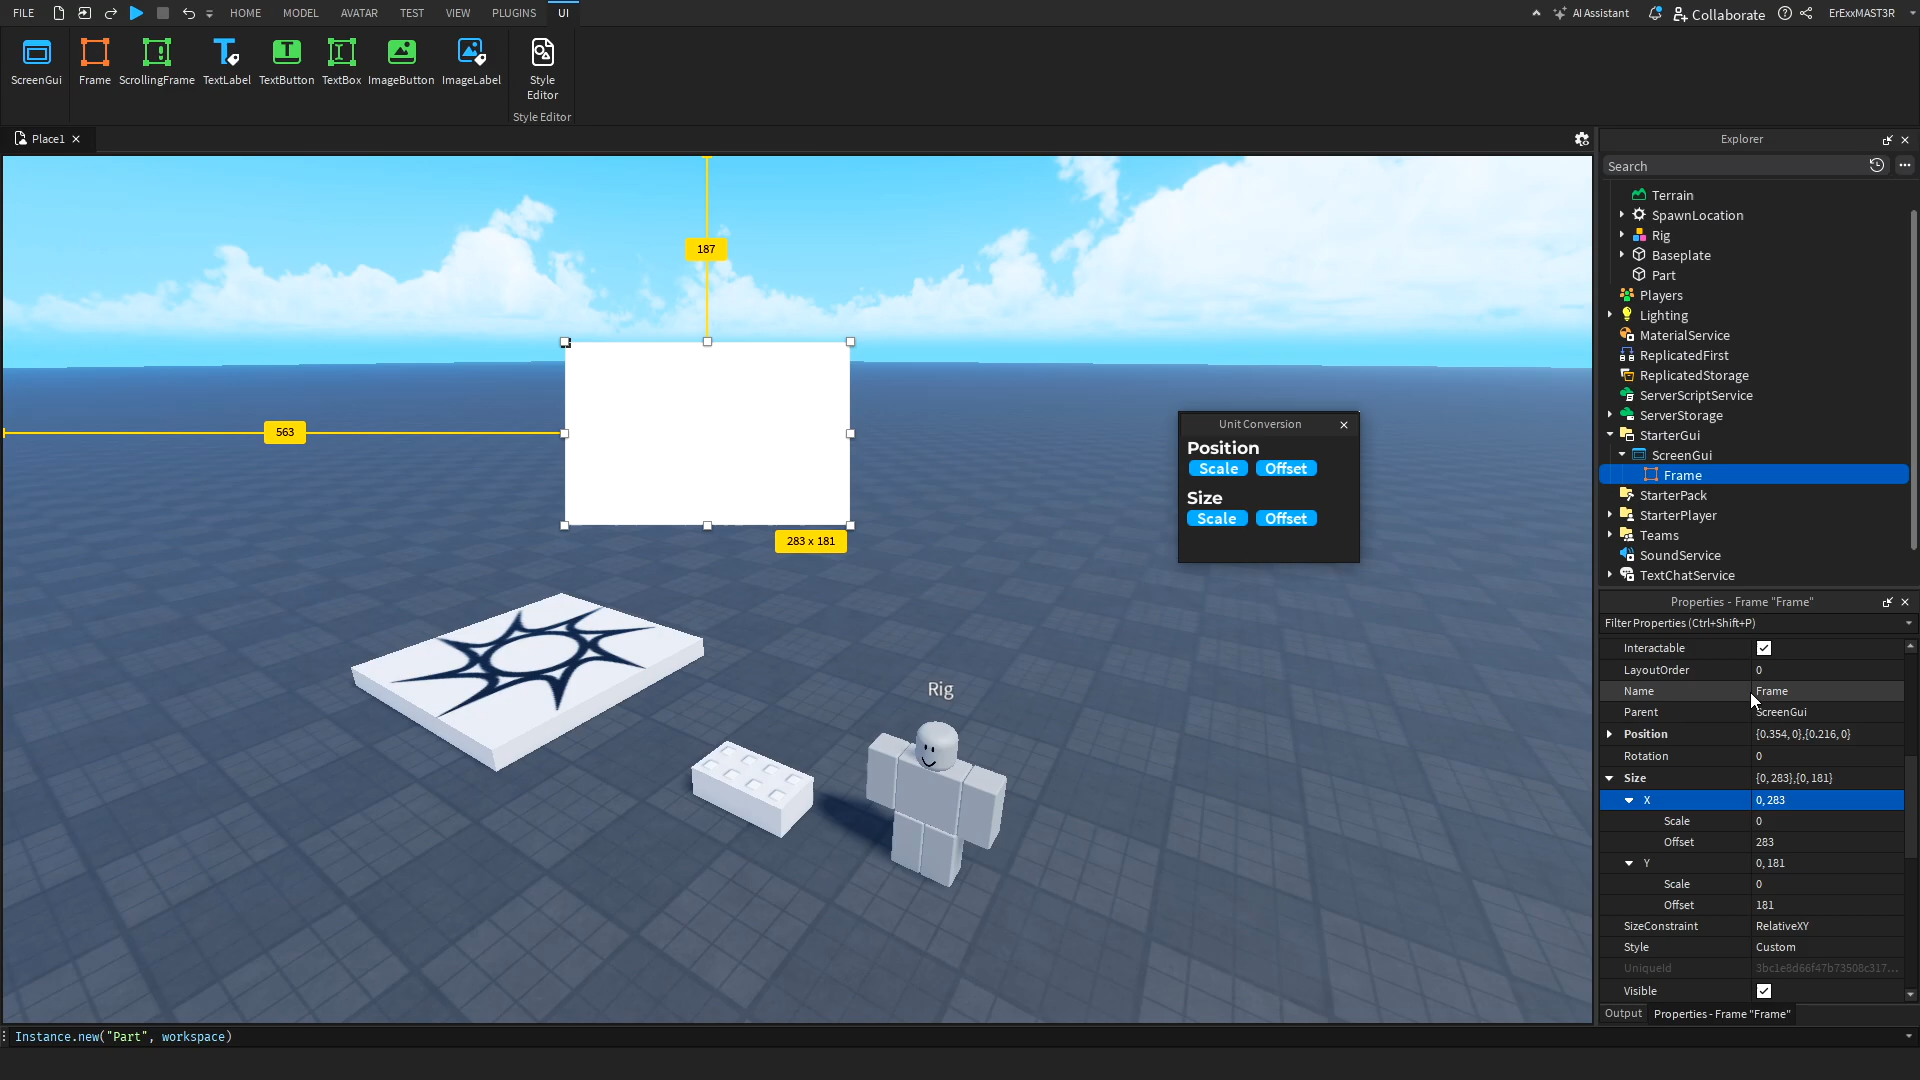 FILE HOME MODEL AVATAR TEST VIEW PLUGINS UI AI Assistant Collaborate ErExxMAST3R
ScreenGui Frame ScrollingFrame TextLabel TextButton TextBox ImageButton ImageLabel Style Editor
Style Editor
Place1
187
563
283 x 181
Unit Conversion
Position
Scale Offset
Size
Scale Offset
Rig
Explorer
Search
Terrain
SpawnLocation
Rig
Baseplate
Part
Players
Lighting
MaterialService
ReplicatedFirst
ReplicatedStorage
ServerScriptService
ServerStorage
StarterGui
ScreenGui
Frame
StarterPack
StarterPlayer
Teams
SoundService
TextChatService
Properties - Frame "Frame"
Filter Properties (Ctrl+Shift+P)
Interactable
LayoutOrder 0
Name Frame
Parent ScreenGui
Position {0.354, 0},{0.216, 0}
Rotation 0
Size {0, 283},{0, 181}
X 0, 283
Scale 0
Offset 283
Y 0, 181
Scale 0
Offset 181
SizeConstraint RelativeXY
Style Custom
UniqueId 3bc1e8d66f47b73508c317...
Visible
Output Properties - Frame "Frame"
Instance.new("Part", workspace)